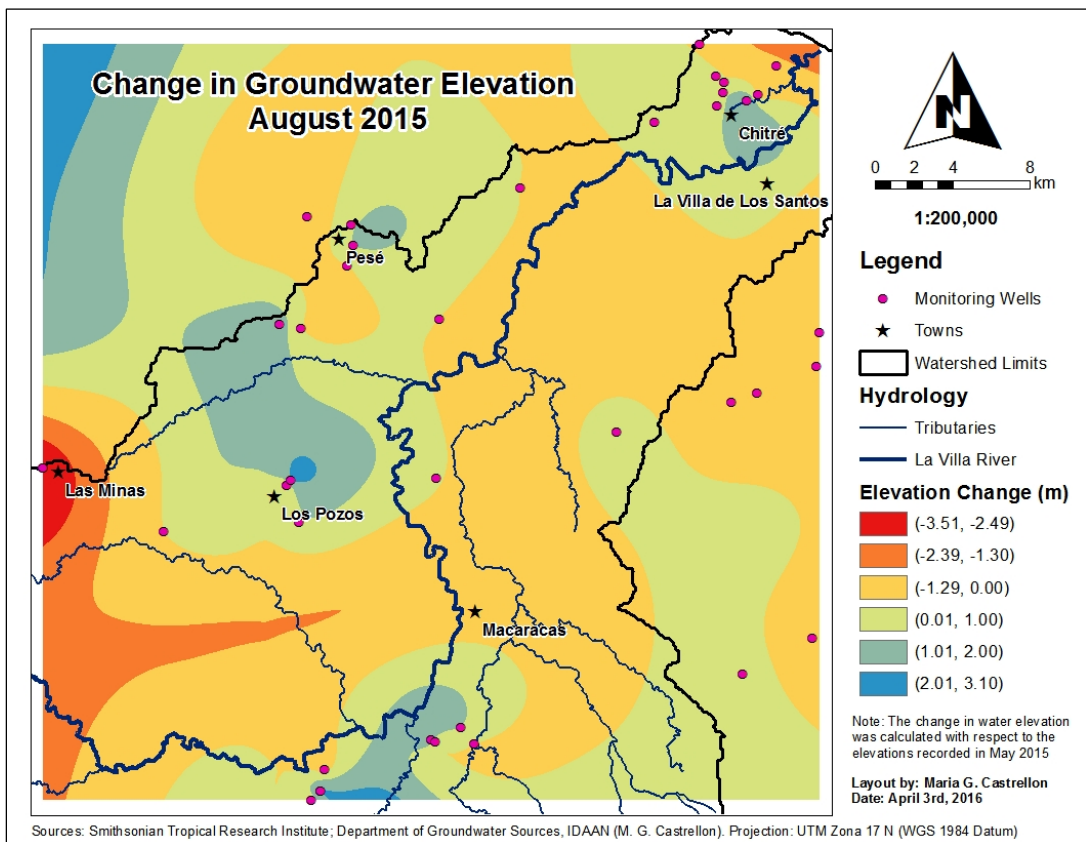 Change in Groundwater Elevation
August 2015
Chitré
La Villa de Los Santos
Pesé
Las Minas
Los Pozos
Macaracas
N
0 2 4 8
km
1:200,000
Legend
Monitoring Wells
Towns
Watershed Limits
Hydrology
Tributaries
La Villa River
Elevation Change (m)
(-3.51, -2.49)
(-2.39, -1.30)
(-1.29, 0.00)
(0.01, 1.00)
(1.01, 2.00)
(2.01, 3.10)
Note: The change in water elevation
was calculated with respect to the
elevations recorded in May 2015
Layout by: Maria G. Castrellon
Date: April 3rd, 2016
Sources: Smithsonian Tropical Research Institute; Department of Groundwater Sources, IDAAN (M. G. Castrellon). Projection: UTM Zona 17 N (WGS 1984 Datum)